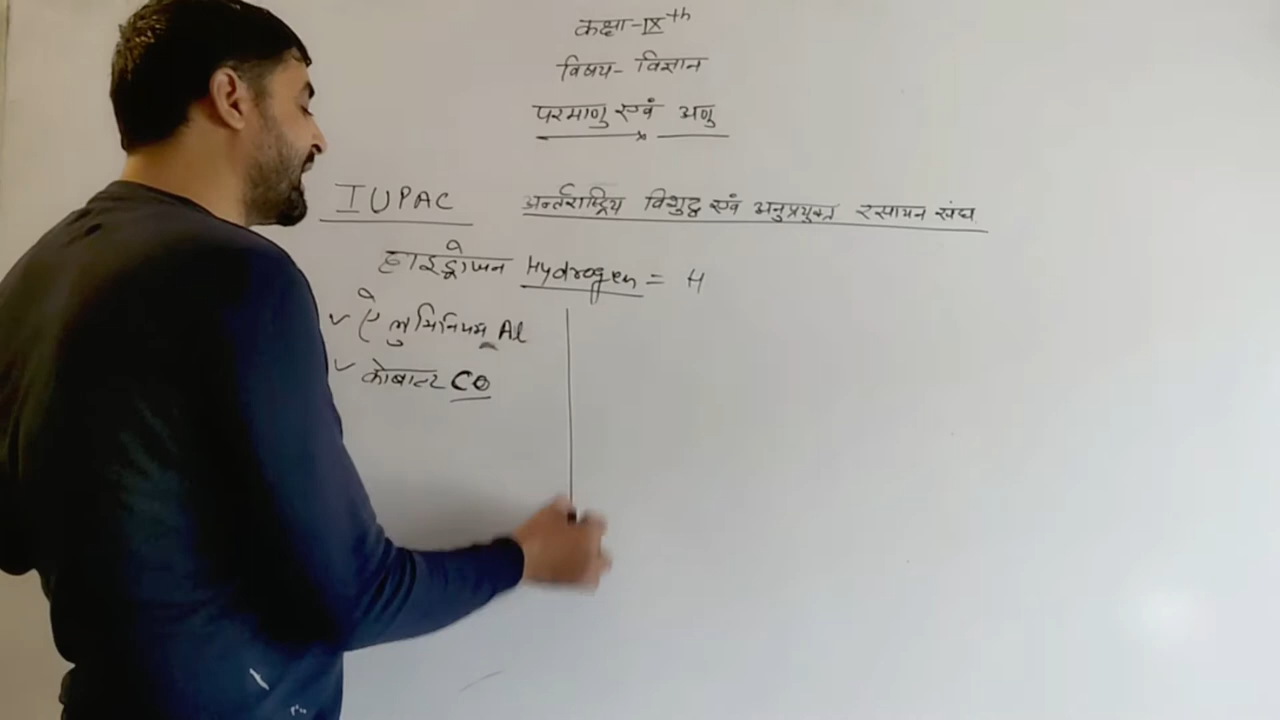 कक्षा-IXth
विषय- विज्ञान
परमाणु एवं अणु
IUPAC अर्न्तराष्ट्रिय विशुद्ध एवं अनुप्रयुक्त रसायन संघ
हाइड्रोजन Hydrogen = H
ऐलुमिनियम Al
कोबाल्ट CO